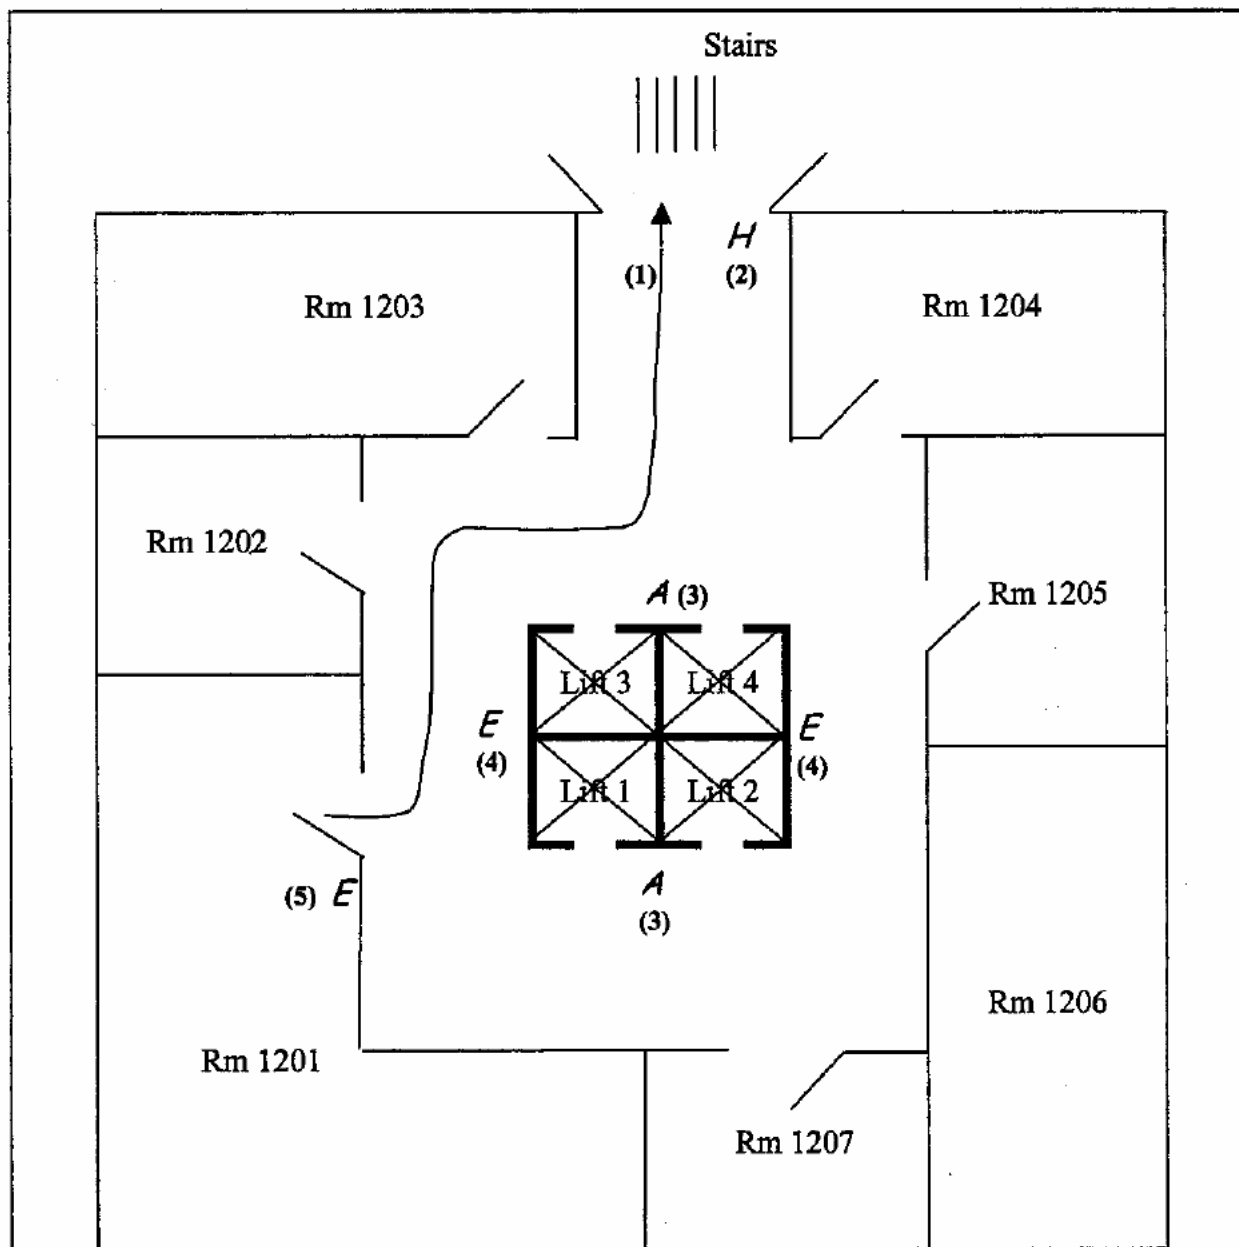 Stairs
H
(1)
(2)
Rm 1203
Rm 1204
Rm 1202
A (3)
Rm 1205
Lift 3
Lift 4
E
(4)
E
(4)
Lift 1
Lift 2
(5) E
A
(3)
Rm 1206
Rm 1201
Rm 1207